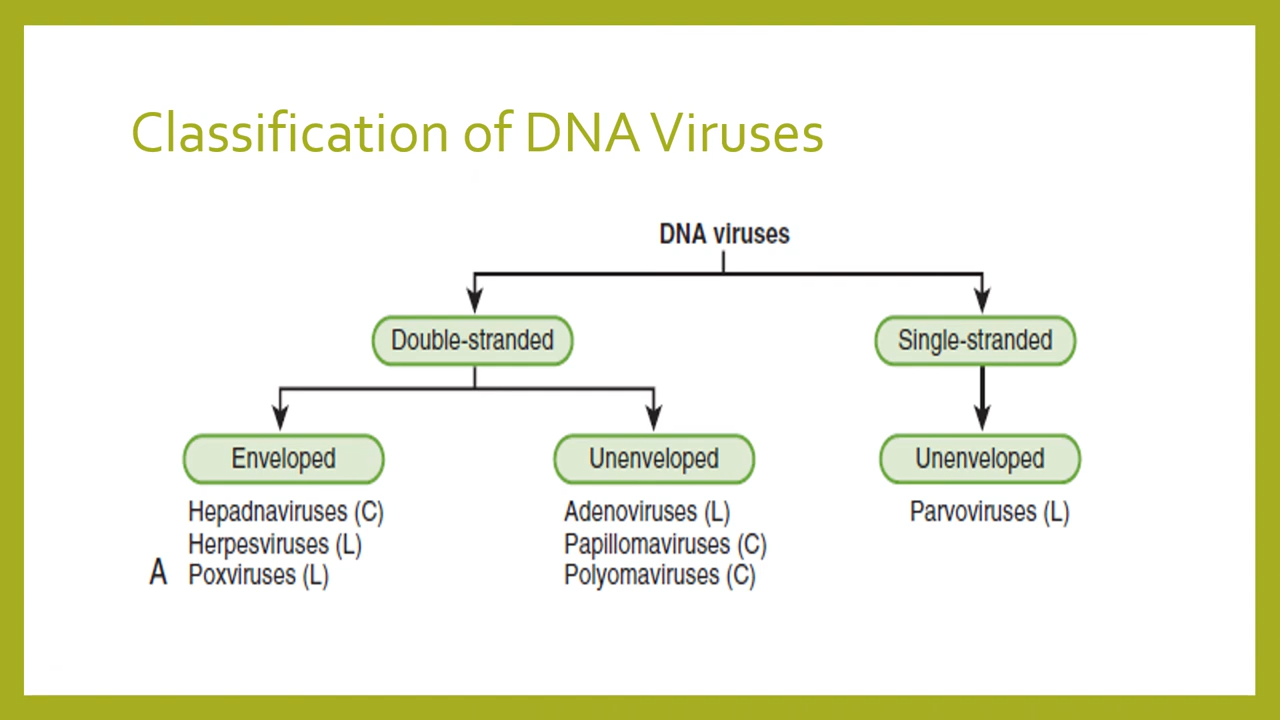 Classification of DNA Viruses
DNA viruses
Double-stranded
Single-stranded
Enveloped
Unenveloped
Unenveloped
Hepadnaviruses (C)
Herpesviruses (L)
Poxviruses (L)
Adenoviruses (L)
Papillomaviruses (C)
Polyomaviruses (C)
Parvoviruses (L)
A